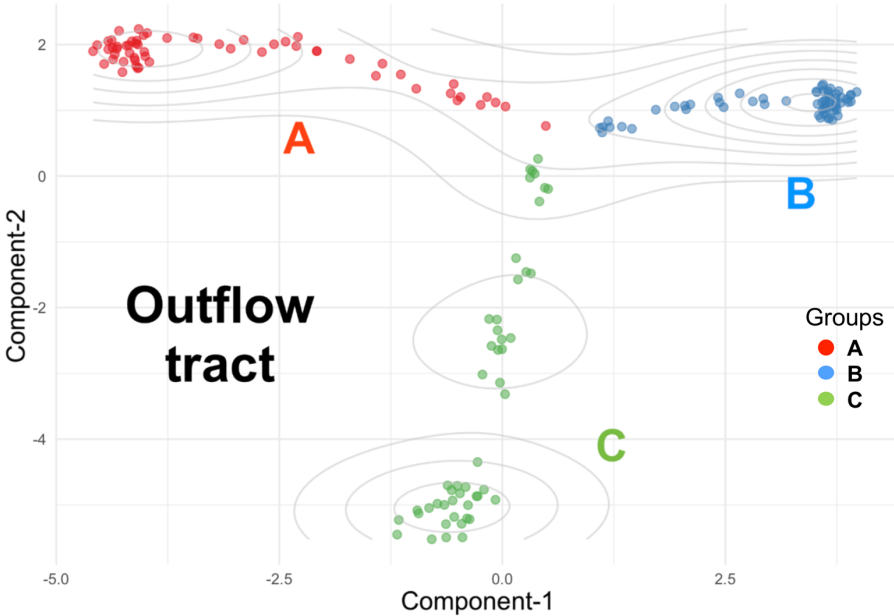 2
A
0
B
Component-2
-2
Outflow
tract
Groups
A
B
C
-4
C
-5.0
-2.5
0.0
2.5
Component-1